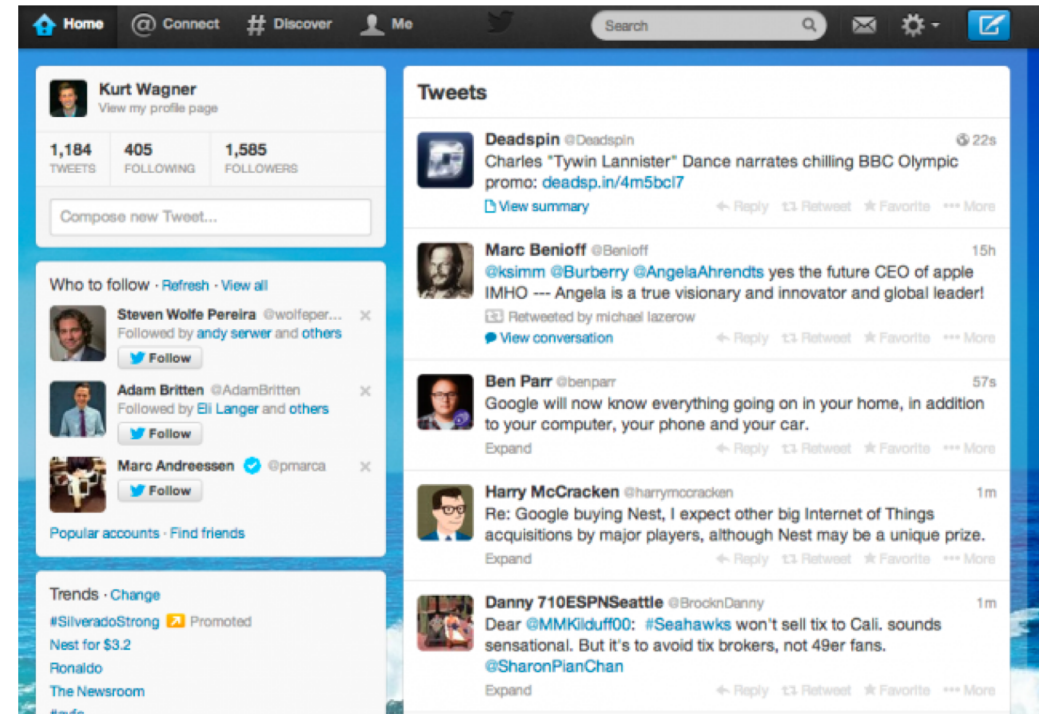 Home
Connect
Discover
Me
Search
Kurt Wagner
View my profile page
1,184 405 1,585
TWEETS FOLLOWING FOLLOWERS
Compose new Tweet...
Who to follow · Refresh · View all
Steven Wolfe Pereira @wolfeper...
Followed by andy serwer and others
Follow
Adam Britten @AdamBritten
Followed by Eli Langer and others
Follow
Marc Andreessen @pmarca
Follow
Popular accounts · Find friends
Trends · Change
#SilveradoStrong Promoted
Nest for $3.2
Ronaldo
The Newsroom
Tweets
Deadspin @Deadspin 22s
Charles "Tywin Lannister" Dance narrates chilling BBC Olympic
promo: deadsp.in/4m5bcl7
View summary Reply Retweet Favorite ••• More
Marc Benioff @Benioff 15h
@ksimm @Burberry @AngelaAhrendts yes the future CEO of apple
IMHO --- Angela is a true visionary and innovator and global leader!
Retweeted by michael lazerow
View conversation Reply Retweet Favorite ••• More
Ben Parr @benparr 57s
Google will now know everything going on in your home, in addition
to your computer, your phone and your car.
Expand Reply Retweet Favorite ••• More
Harry McCracken @harrymccracken 1m
Re: Google buying Nest, I expect other big Internet of Things
acquisitions by major players, although Nest may be a unique prize.
Expand Reply Retweet Favorite ••• More
Danny 710ESPNSeattle @BrocknDanny 1m
Dear @MMKilduff00: #Seahawks won't sell tix to Cali. sounds
sensational. But it's to avoid tix brokers, not 49er fans.
@SharonPianChan
Expand Reply Retweet Favorite ••• More